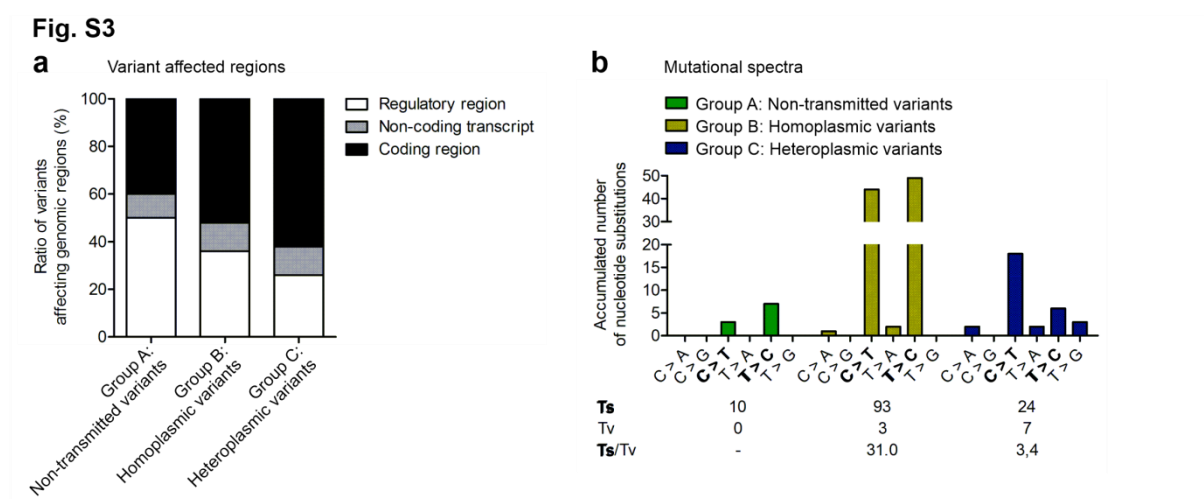 Fig. S3
a
Variant affected regions
Ratio of variants
affecting genomic regions (%)
100
80
60
40
20
0
Group A:
Non-transmitted variants
Group B:
Homoplasmic variants
Group C:
Heteroplasmic variants
Regulatory region
Non-coding transcript
Coding region
b
Mutational spectra
Group A: Non-transmitted variants
Group B: Homoplasmic variants
Group C: Heteroplasmic variants
Accumulated number
of nucleotide substitutions
50
40
30
20
15
10
5
0
C > A
C > G
C > T
T > A
T > C
T > G
C > A
C > G
C > T
T > A
T > C
T > G
C > A
C > G
C > T
T > A
T > C
T > G
Ts 10 93 24
Tv 0 3 7
Ts/Tv - 31.0 3,4